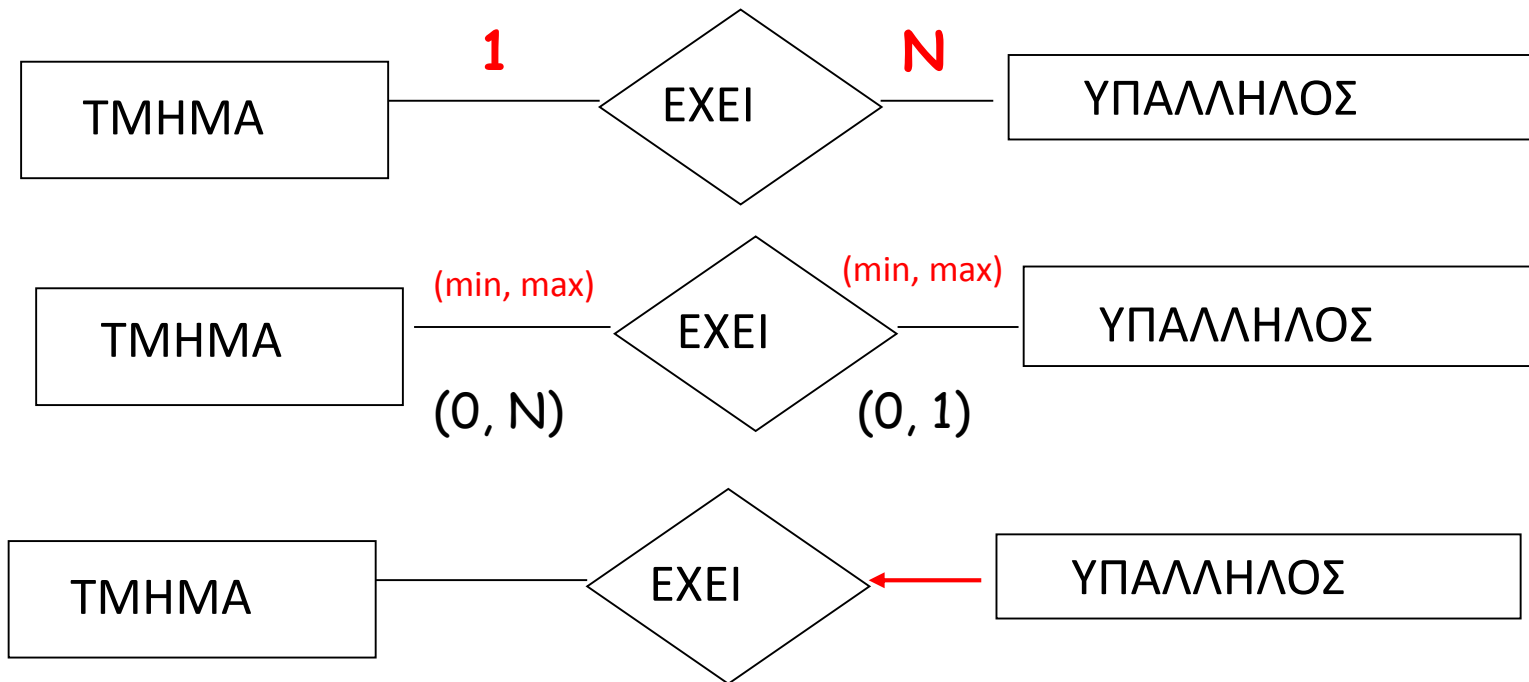 1 N
ΤΜΗΜΑ ΕΧΕΙ ΥΠΑΛΛΗΛΟΣ
(min, max) (min, max)
ΤΜΗΜΑ ΕΧΕΙ ΥΠΑΛΛΗΛΟΣ
(0, N) (0, 1)
ΤΜΗΜΑ ΕΧΕΙ ΥΠΑΛΛΗΛΟΣ